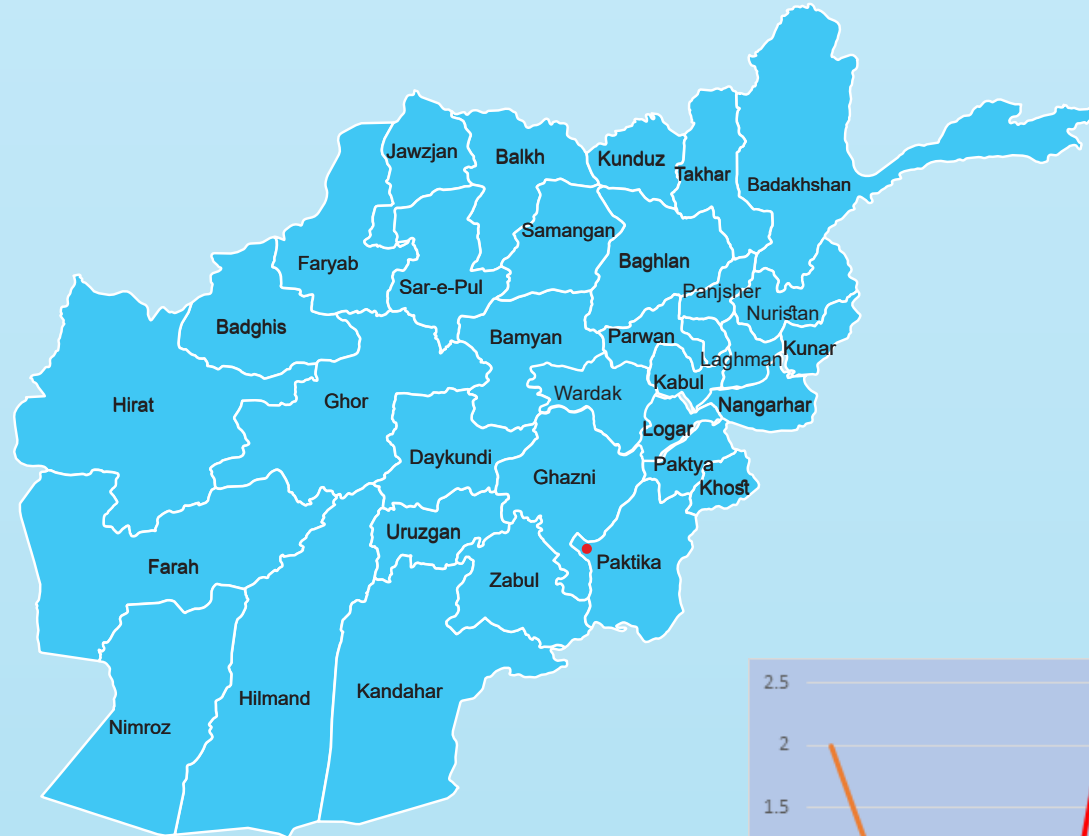 Jawzjan
Balkh
Kunduz
Takhar
Badakhshan
Samangan
Faryab
Baghlan
Sar-e-Pul
Panjsher
Nuristan
Badghis
Bamyan
Parwan
Kunar
Laghman
Kabul
Wardak
Hirat
Ghor
Nangarhar
Logar
Daykundi
Paktya
Ghazni
Khost
Uruzgan
Farah
Paktika
Zabul
Kandahar
Hilmand
Nimroz
2.5
2
1.5